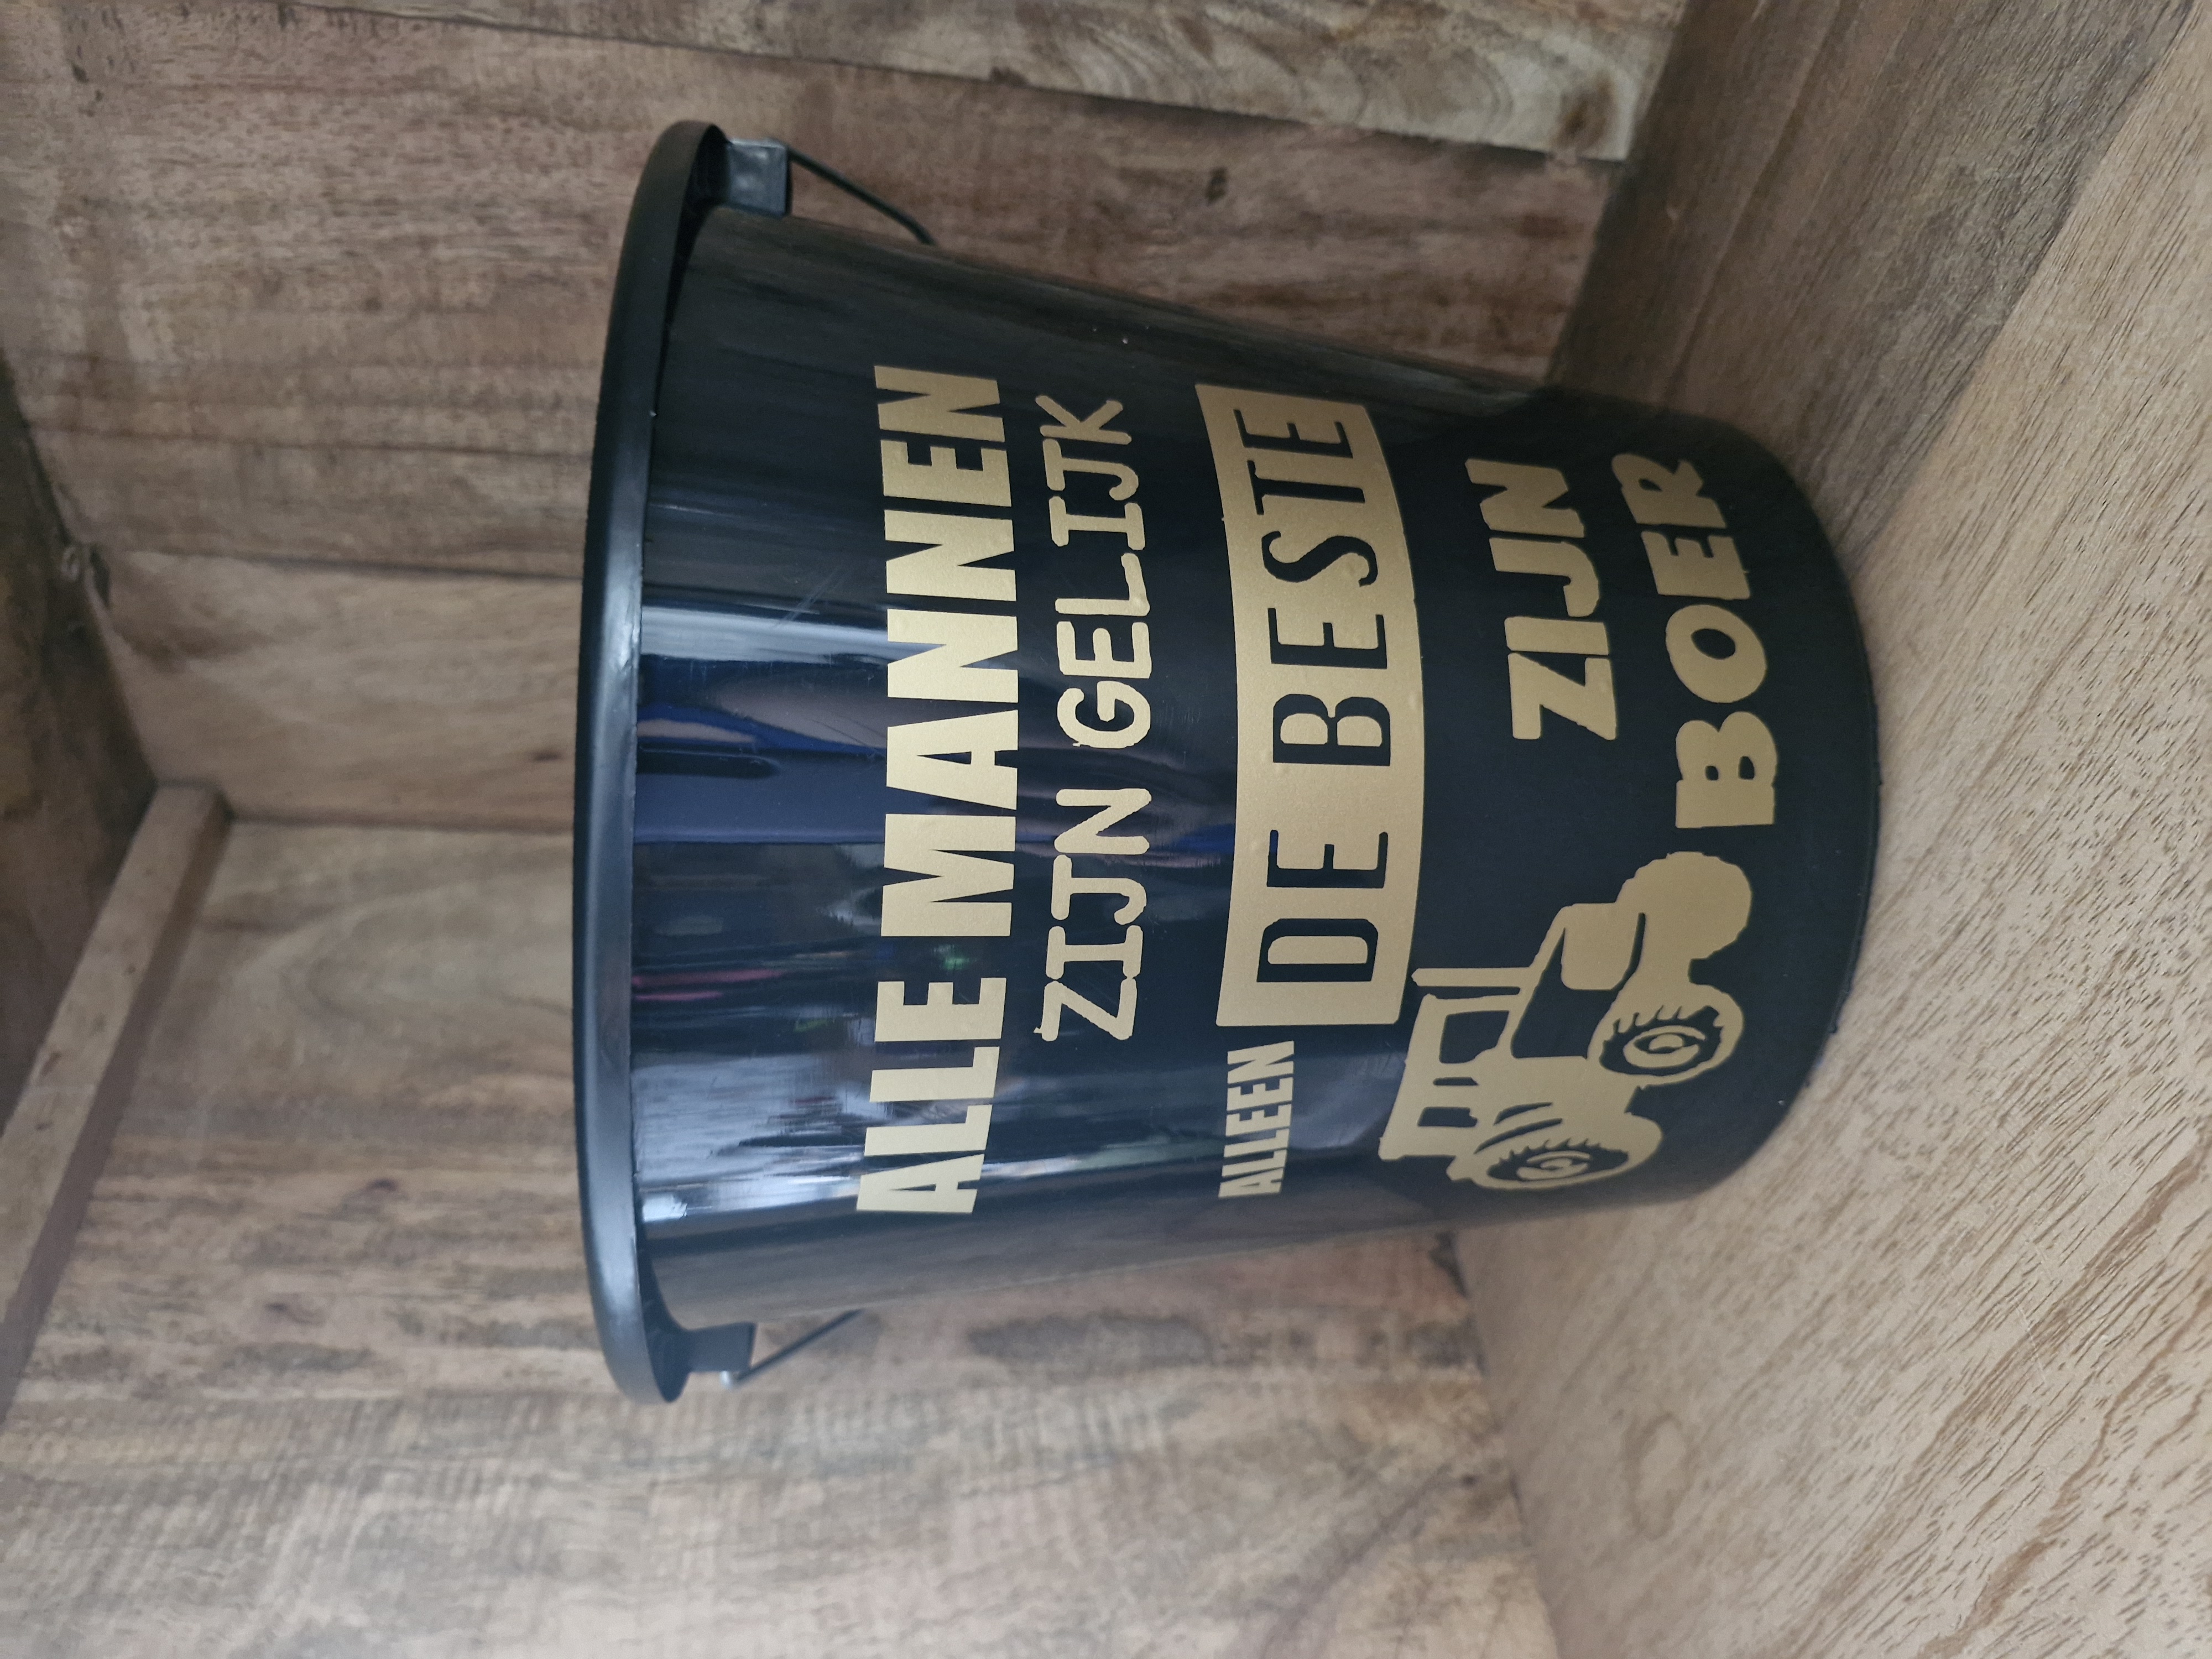 ALLE MANNEN
ZIJN GELIJK
ALLEEN DE BESTE
ZIJN
BOER